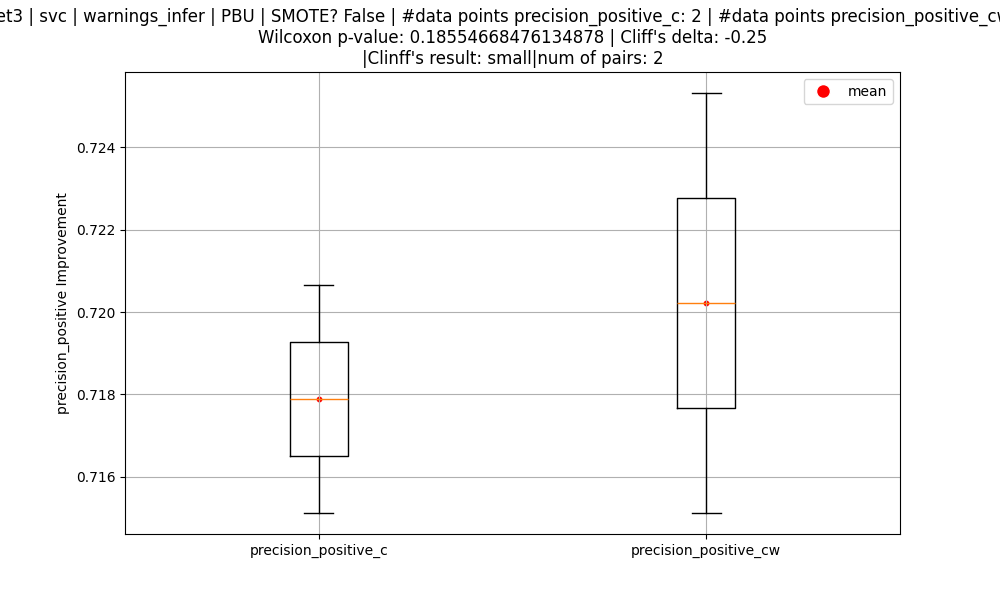 | svc | warnings_infer | PBU | SMOTE? False | #data points precision_positive_c: 2 | #data points
Wilcoxon p-value: 0.18554668476134878 | Cliff's delta: -0.25
|Clinff's result: small|num of pairs: 2
mean
precision_positive Improvement
0.724
0.722
0.720
0.718
0.716
precision_positive_c
precision_positive_cw